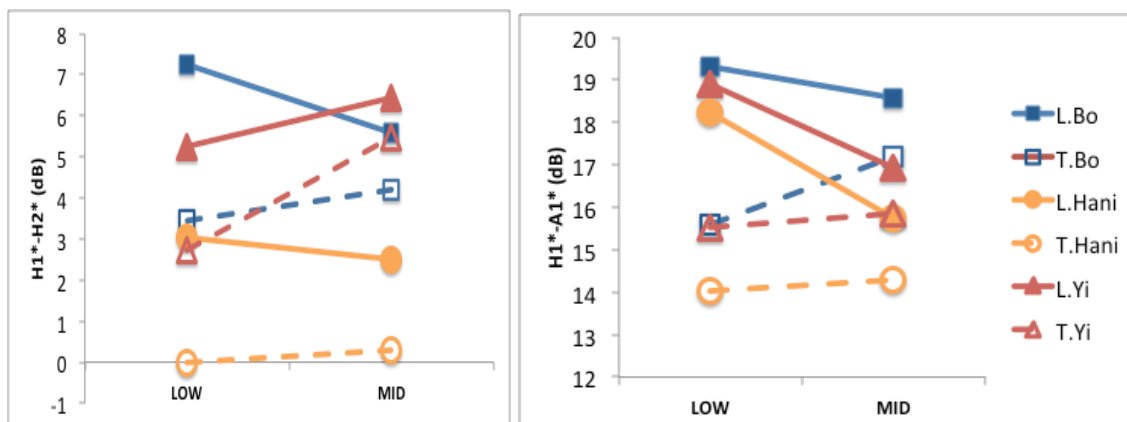 8
7
6
5
4
3
2
1
0
-1
H1*-H2* (dB)
LOW MID
20
19
18
17
16
15
14
13
12
H1*-A1* (dB)
LOW MID
L.Bo
T.Bo
L.Hani
T.Hani
L.Yi
T.Yi